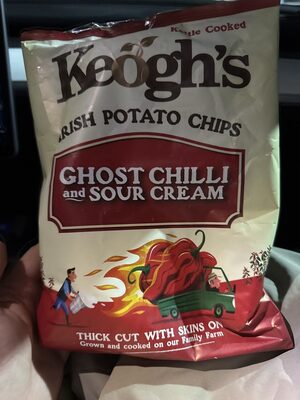 Kettle Cooked
Keogh's
IRISH POTATO CHIPS
GHOST CHILLI
and SOUR CREAM
THICK CUT WITH SKINS ON
Grown and cooked on our Family Farm